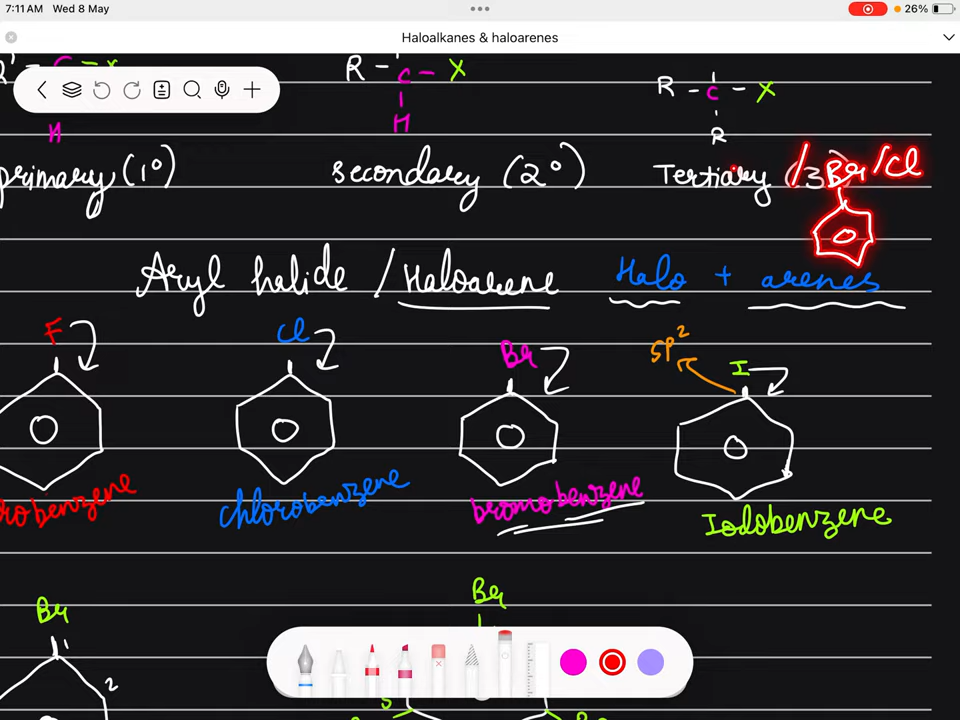 7:11 AM Wed 8 May
26%
Haloalkanes & haloarenes
C - X
R - C - X
R - C - X
H
H
R
primary (1°)
secondary (2°)
Tertiary (3°)
/ Br / Cl
Aryl halide / Haloarene
Halo + arenes
F
Cl
Br
SP²
I
robenzene
chlorobenzene
bromobenzene
Iodobenzene
Br
Br
1
2